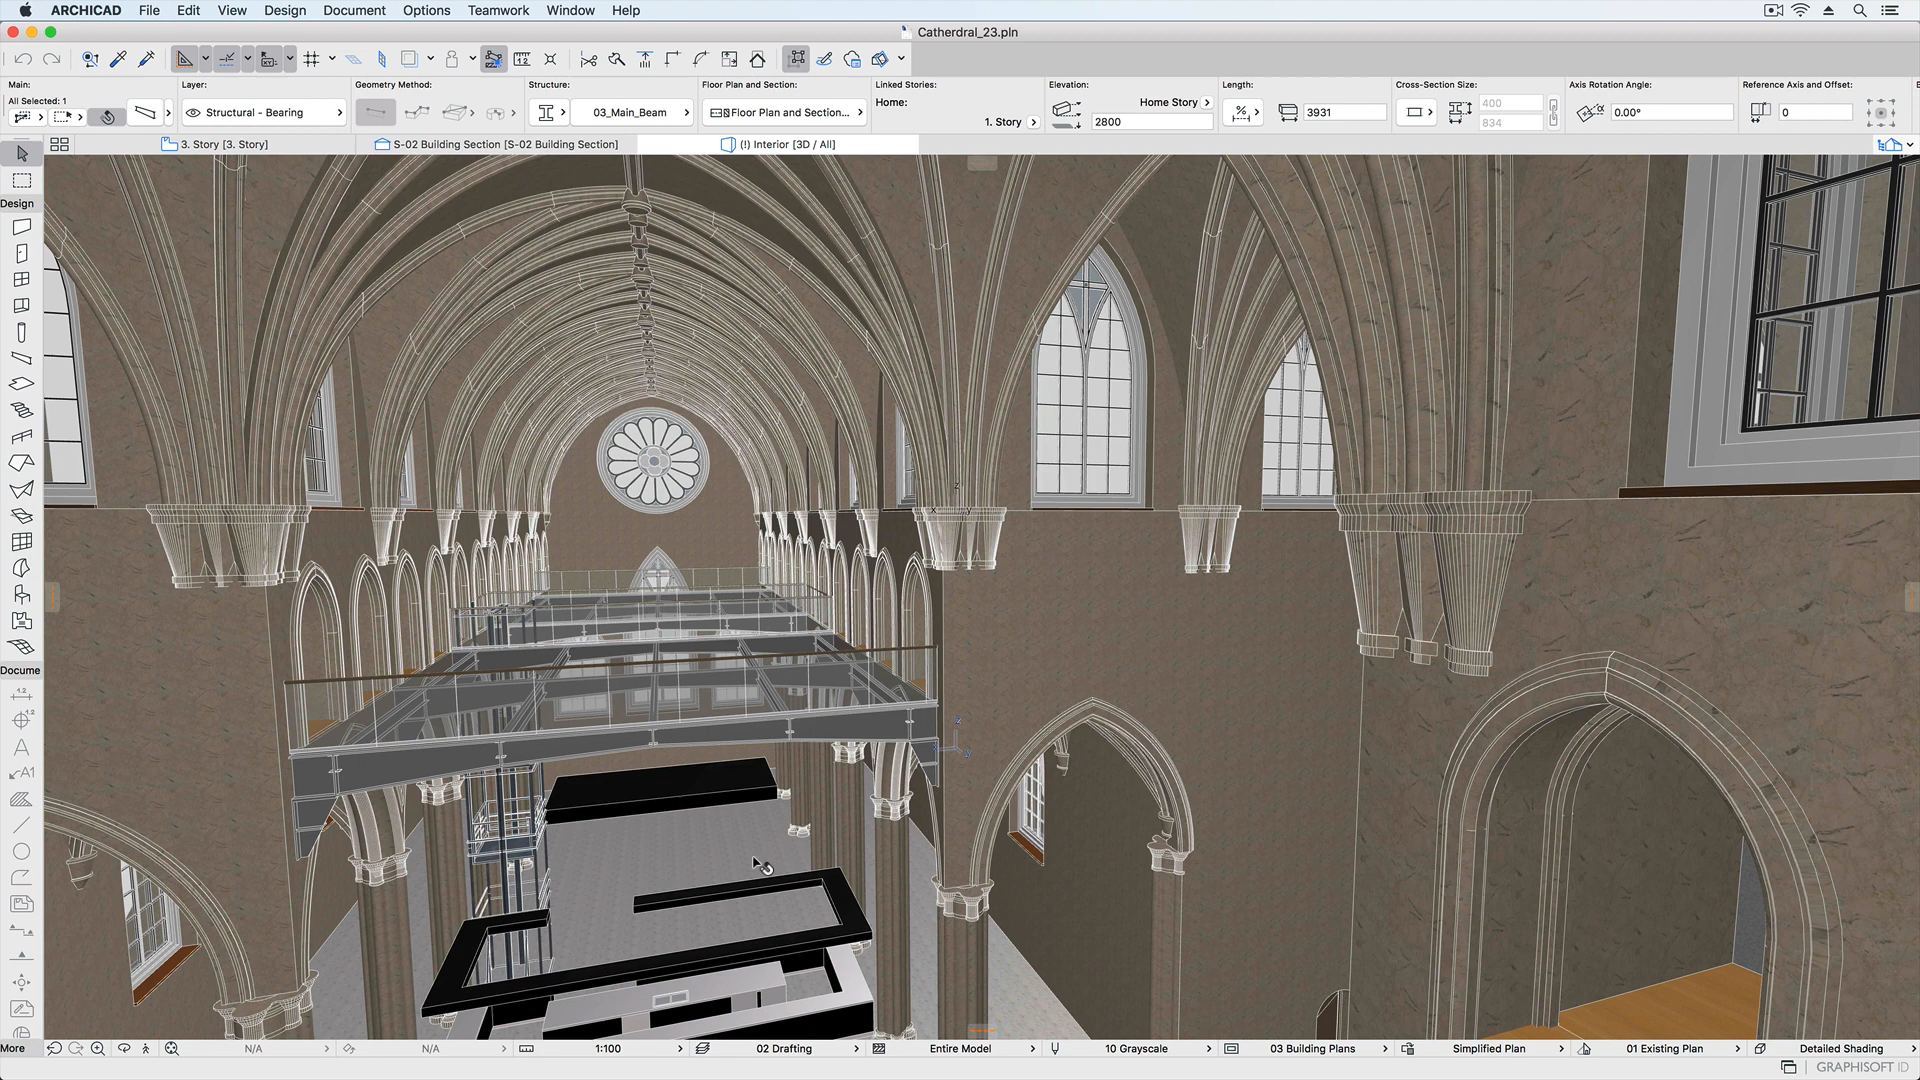 ARCHICAD File Edit View Design Document Options Teamwork Window Help
Catherdral_23.pln
Main:
All Selected: 1
Layer:
Structural - Bearing
Geometry Method:
Structure:
03_Main_Beam
Floor Plan and Section:
Floor Plan and Section...
Linked Stories:
Home:
1. Story
Elevation:
Home Story
2800
Length:
3931
Cross-Section Size:
400
834
Axis Rotation Angle:
0.00°
Reference Axis and Offset:
0
3. Story [3. Story]
S-02 Building Section [S-02 Building Section]
(!) Interior [3D / All]
Design
Docume
More
N/A
N/A
1:100
02 Drafting
Entire Model
10 Grayscale
03 Building Plans
Simplified Plan
01 Existing Plan
Detailed Shading
GRAPHISOFT ID